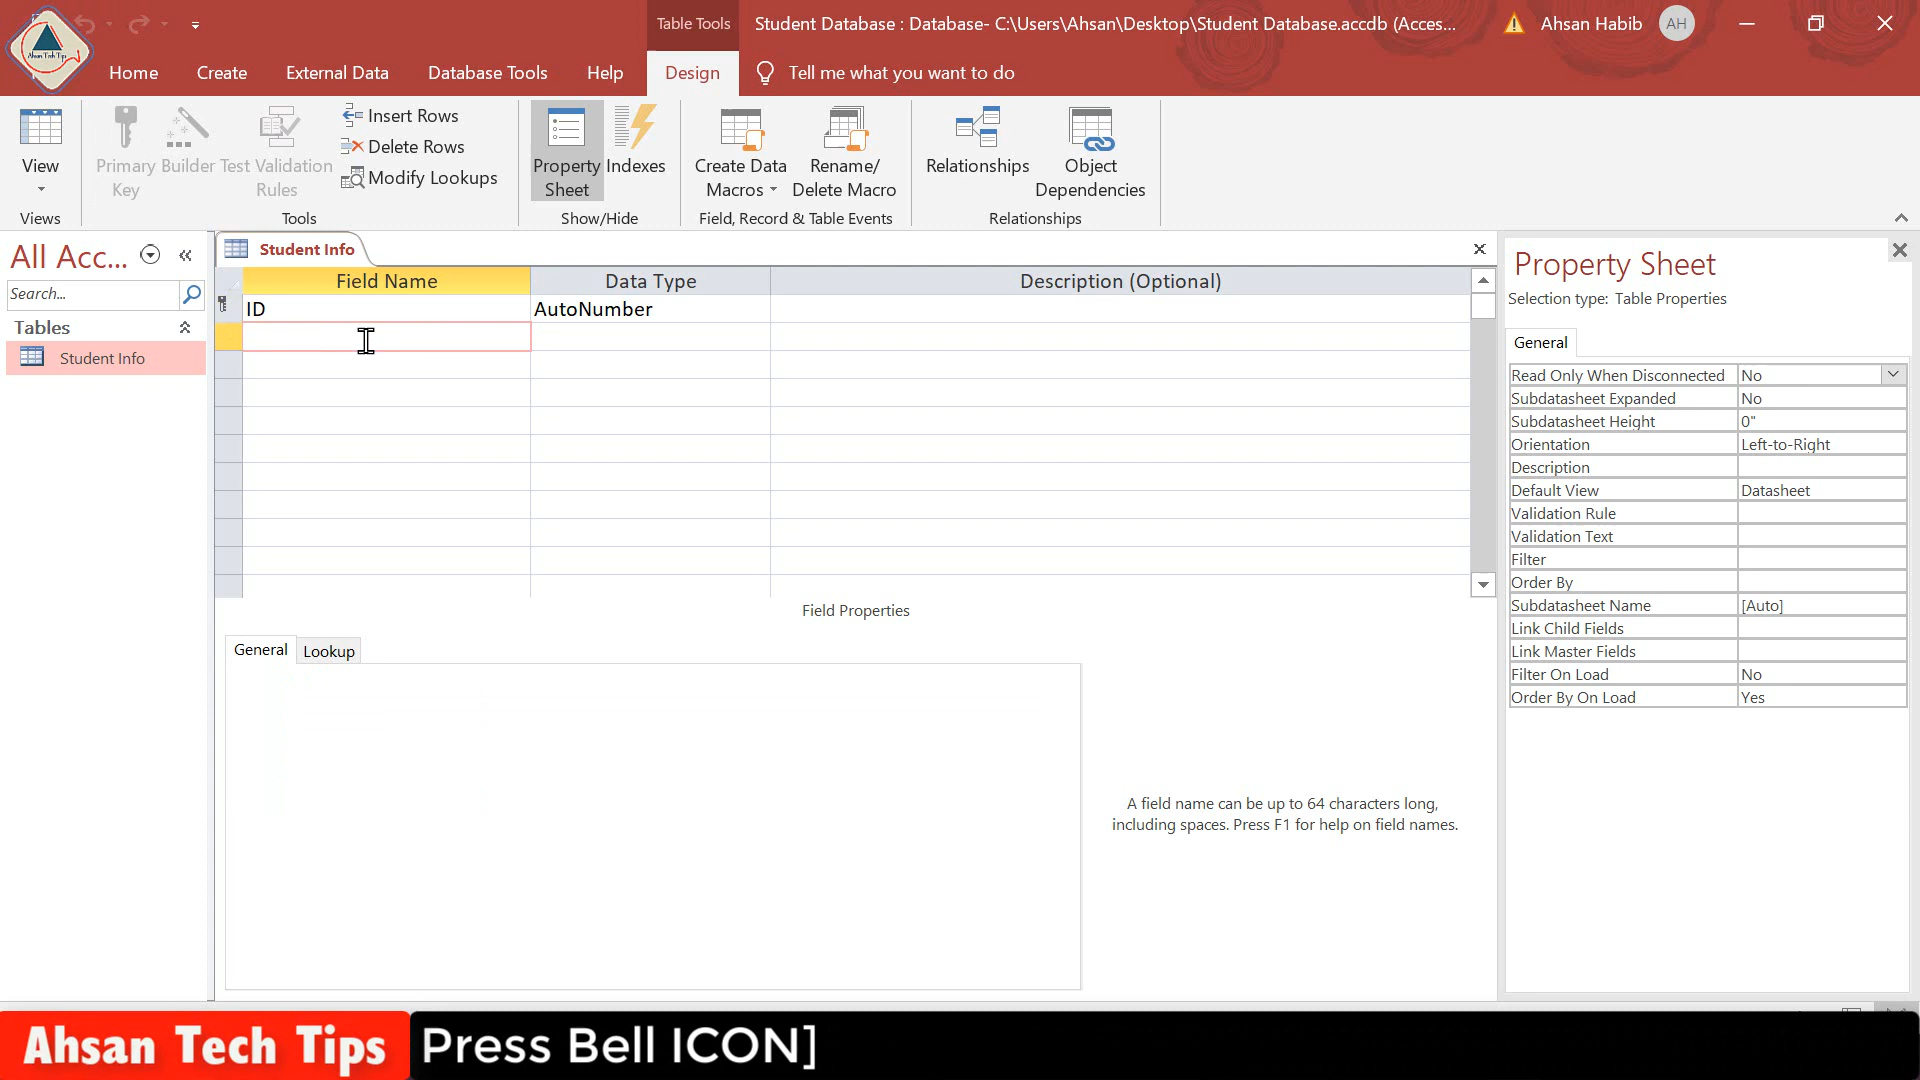 Table Tools
Student Database : Database- C:\Users\Ahsan\Desktop\Student Database.accdb (Acces...
Ahsan Habib
AH
Ahsan Tech Tips
Home
Create
External Data
Database Tools
Help
Design
Tell me what you want to do
View
Primary
Key
Builder
Test Validation
Rules
Insert Rows
Delete Rows
Modify Lookups
Property
Sheet
Indexes
Create Data
Macros
Rename/
Delete Macro
Relationships
Object
Dependencies
Views
Tools
Show/Hide
Field, Record & Table Events
Relationships
All Acc...
Search...
Tables
Student Info
Student Info
Field Name
Data Type
Description (Optional)
ID
AutoNumber
Field Properties
General
Lookup
A field name can be up to 64 characters long,
including spaces. Press F1 for help on field names.
Property Sheet
Selection type: Table Properties
General
Read Only When Disconnected No
Subdatasheet Expanded No
Subdatasheet Height 0"
Orientation Left-to-Right
Description
Default View Datasheet
Validation Rule
Validation Text
Filter
Order By
Subdatasheet Name [Auto]
Link Child Fields
Link Master Fields
Filter On Load No
Order By On Load Yes
Ahsan Tech Tips
Press Bell ICON]